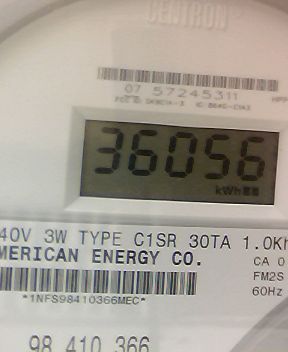 CENTRON
07 57245311
36056
kWh
40V 3W TYPE C1SR 30TA 1.0Kh
MERICAN ENERGY CO.
CA 0
FM2S
*1NFS98410366MEC*
60Hz
98 410 366